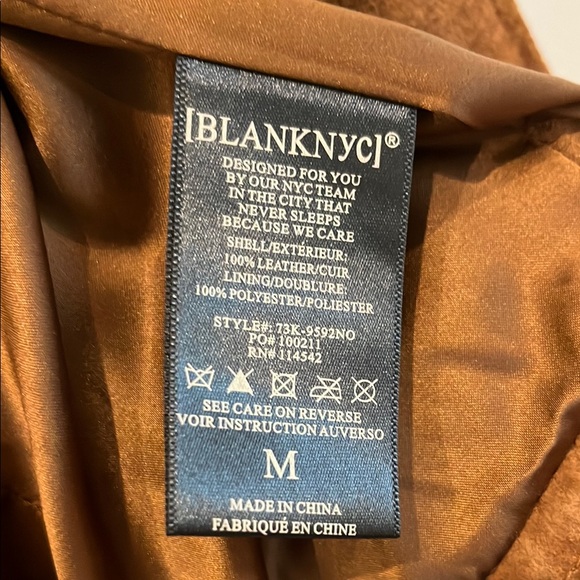 [BLANKNYC]®
DESIGNED FOR YOU
BY OUR NYC TEAM
IN THE CITY THAT
NEVER SLEEPS
BECAUSE WE CARE
SHELL/EXTÉRIEUR:
100% LEATHER/CUIR
LINING/DOUBLURE:
100% POLYESTER/POLIESTER
STYLE#: 73K-9592NO
PO# 100211
RN# 114542
SEE CARE ON REVERSE
VOIR INSTRUCTION AUVERSO
M
MADE IN CHINA
FABRIQUÉ EN CHINE